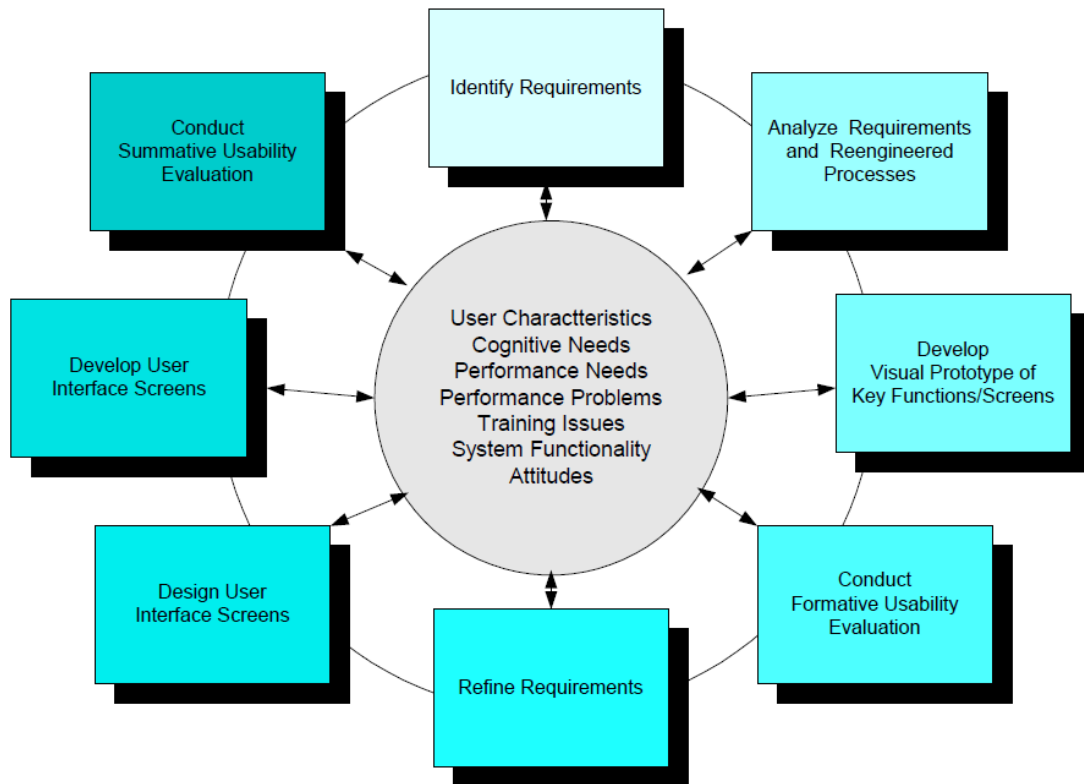 Identify Requirements
Analyze Requirements
and Reengineered
Processes
Develop
Visual Prototype of
Key Functions/Screens
Conduct
Formative Usability
Evaluation
Refine Requirements
Design User
Interface Screens
Develop User
Interface Screens
Conduct
Summative Usability
Evaluation
User Charactteristics
Cognitive Needs
Performance Needs
Performance Problems
Training Issues
System Functionality
Attitudes